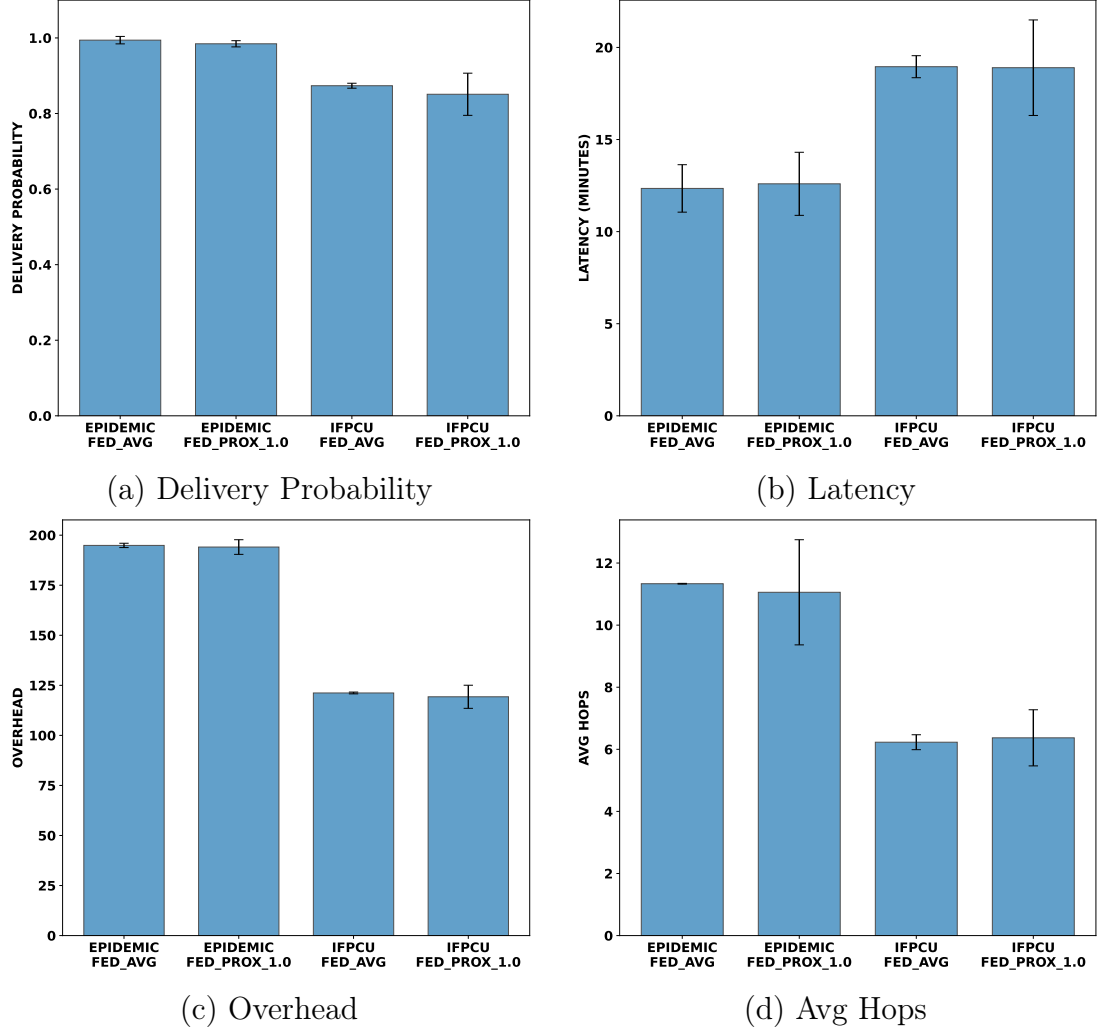 1.0
0.8
0.6
0.4
0.2
0.0
DELIVERY PROBABILITY
EPIDEMIC
FED_AVG
EPIDEMIC
FED_PROX_1.0
IFPCU
FED_AVG
IFPCU
FED_PROX_1.0
(a) Delivery Probability
20
15
10
5
0
LATENCY (MINUTES)
EPIDEMIC
FED_AVG
EPIDEMIC
FED_PROX_1.0
IFPCU
FED_AVG
IFPCU
FED_PROX_1.0
(b) Latency
200
175
150
125
100
75
50
25
0
OVERHEAD
EPIDEMIC
FED_AVG
EPIDEMIC
FED_PROX_1.0
IFPCU
FED_AVG
IFPCU
FED_PROX_1.0
(c) Overhead
12
10
8
6
4
2
0
AVG HOPS
EPIDEMIC
FED_AVG
EPIDEMIC
FED_PROX_1.0
IFPCU
FED_AVG
IFPCU
FED_PROX_1.0
(d) Avg Hops